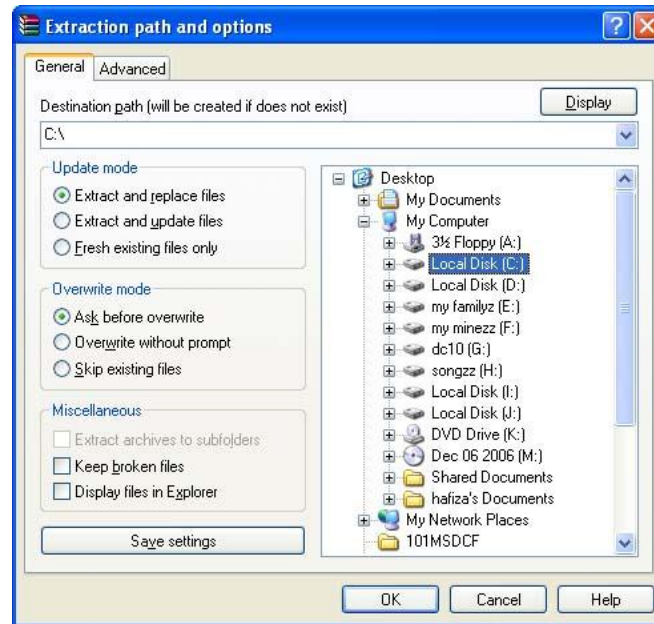 Extraction path and options
General
Advanced
Destination path (will be created if does not exist)
Display
C:\
Update mode
Extract and replace files
Extract and update files
Fresh existing files only
Overwrite mode
Ask before overwrite
Overwrite without prompt
Skip existing files
Miscellaneous
Extract archives to subfolders
Keep broken files
Display files in Explorer
Save settings
Desktop
My Documents
My Computer
3½ Floppy (A:)
Local Disk (C:)
Local Disk (D:)
my familyz (E:)
my minezz (F:)
dc10 (G:)
songzz (H:)
Local Disk (I:)
Local Disk (J:)
DVD Drive (K:)
Dec 06 2006 (M:)
Shared Documents
hafiza's Documents
My Network Places
101MSDCF
OK
Cancel
Help